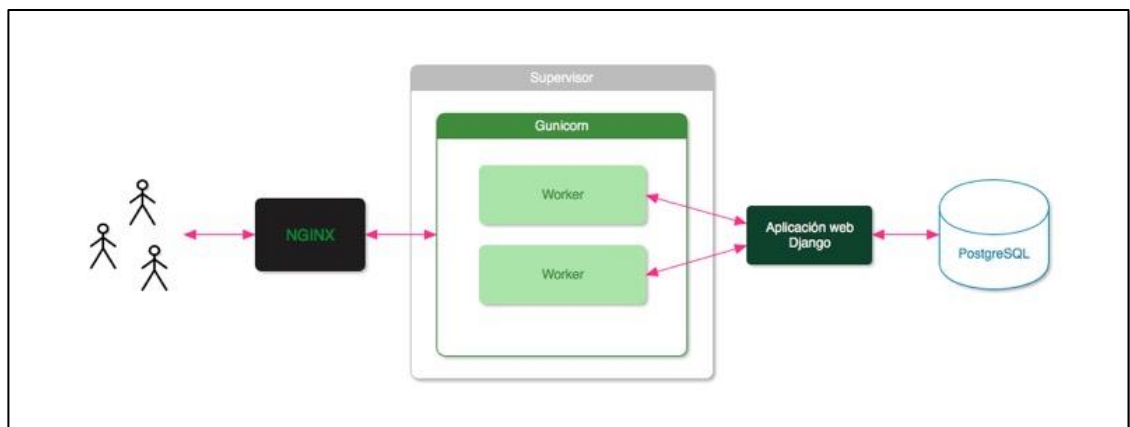 Supervisor
Gunicorn
Worker
NGINX
Worker
Aplicación web
Django
PostgreSQL